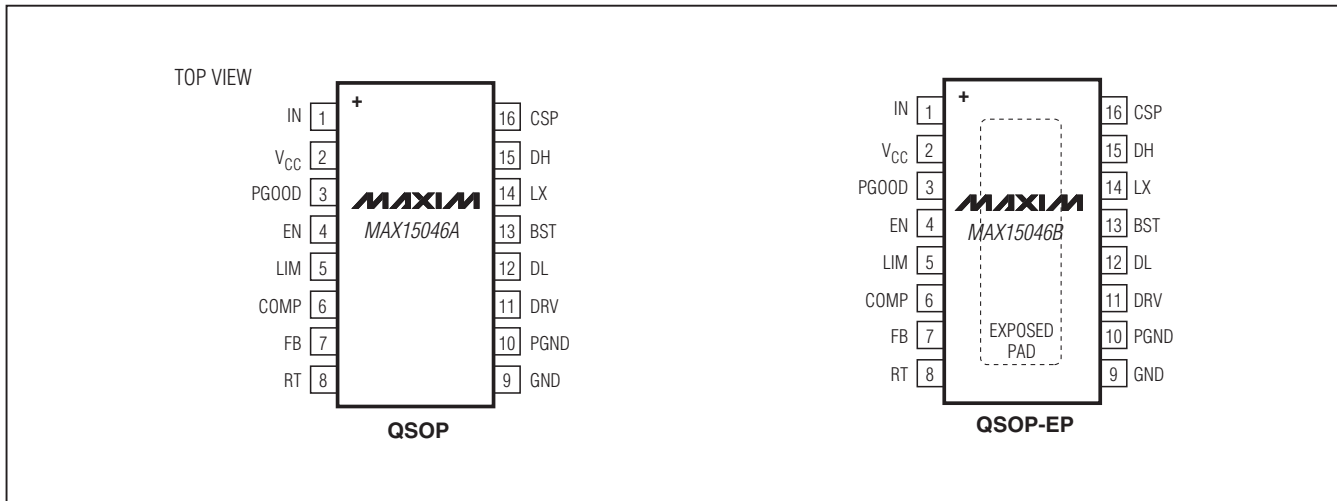 TOP VIEW
+
IN 1
VCC 2
PGOOD 3
EN 4
LIM 5
COMP 6
FB 7
RT 8
16 CSP
15 DH
14 LX
13 BST
12 DL
11 DRV
10 PGND
9 GND
MAXIM
MAX15046A
QSOP
+
IN 1
VCC 2
PGOOD 3
EN 4
LIM 5
COMP 6
FB 7
RT 8
16 CSP
15 DH
14 LX
13 BST
12 DL
11 DRV
10 PGND
9 GND
MAXIM
MAX15046B
EXPOSED
PAD
QSOP-EP